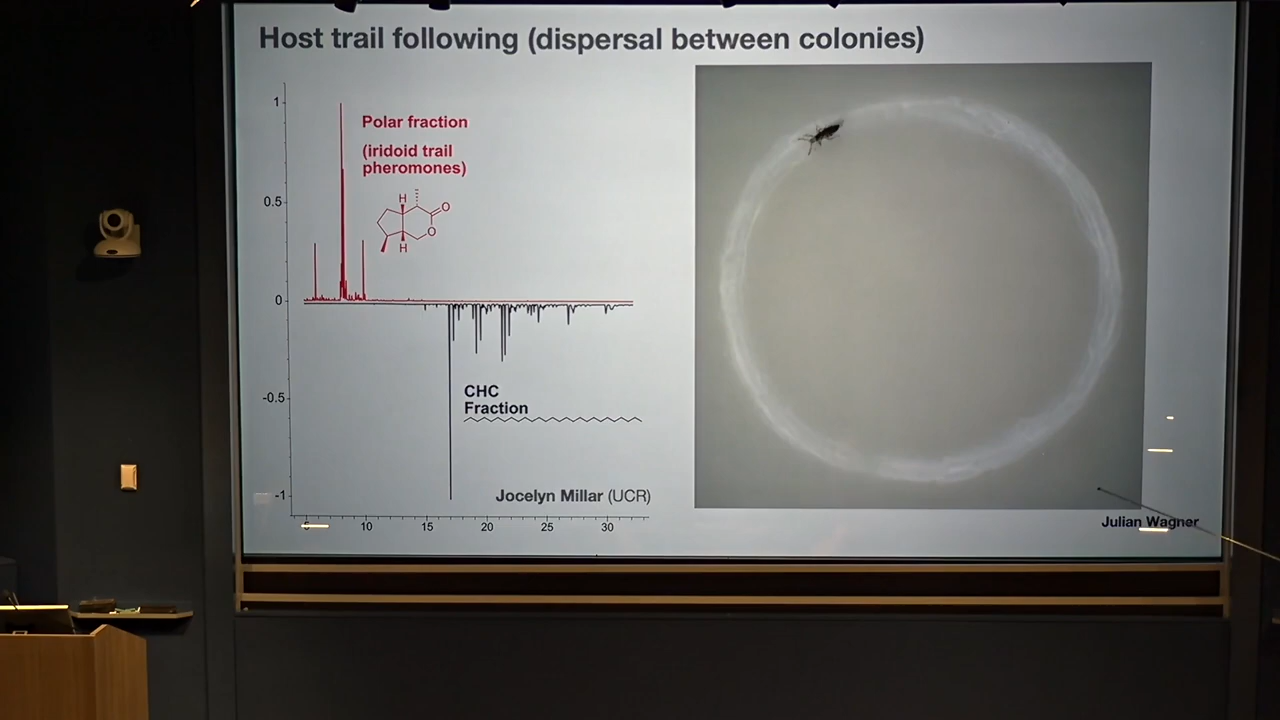 Host trail following (dispersal between colonies)
1
0.5
0
-0.5
-1
Polar fraction
(iridoid trail
pheromones)
H
O
O
H
CHC
Fraction
Jocelyn Millar (UCR)
5 10 15 20 25 30
Julian Wagner